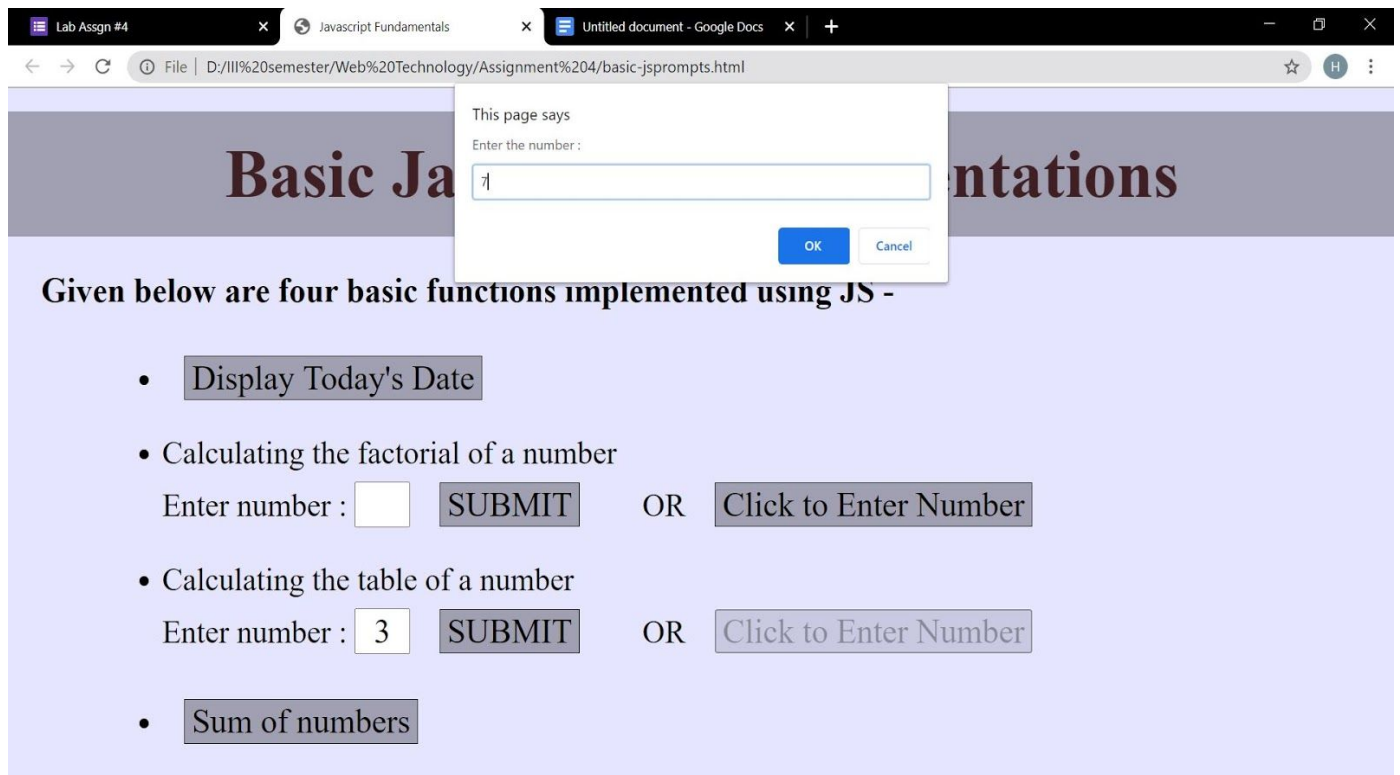 Lab Assgn #4
Javascript Fundamentals
Untitled document - Google Docs
File | D:/III%20semester/Web%20Technology/Assignment%204/basic-jsprompts.html
H
This page says
Enter the number :
7
OK Cancel
Basic Ja ntations
Given below are four basic functions implemented using JS -
• Display Today's Date
• Calculating the factorial of a number
Enter number : SUBMIT OR Click to Enter Number
• Calculating the table of a number
Enter number : 3 SUBMIT OR Click to Enter Number
• Sum of numbers